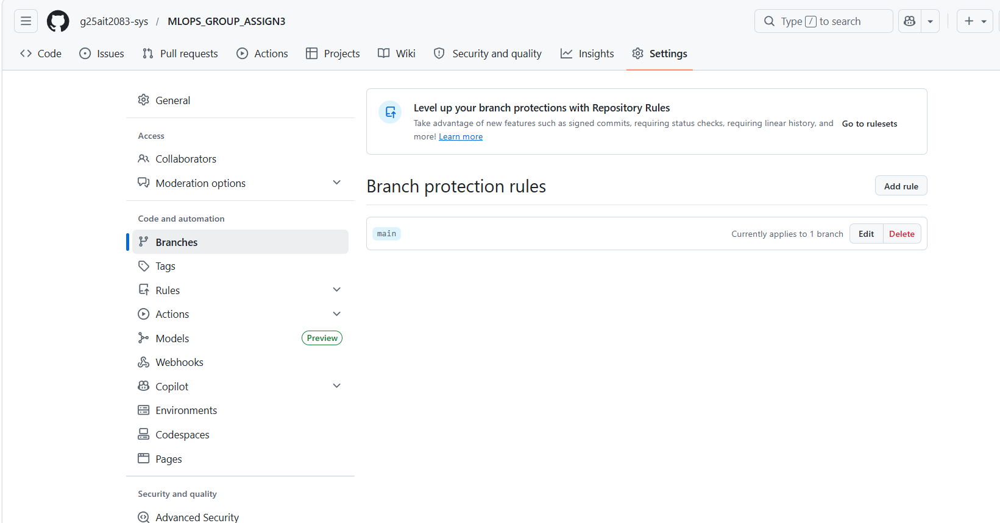 g25ait2083-sys / MLOPS_GROUP_ASSIGN3
Type / to search
Code Issues Pull requests Actions Projects Wiki Security and quality Insights Settings
General
Access
Collaborators
Moderation options
Code and automation
Branches
Tags
Rules
Actions
Models Preview
Webhooks
Copilot
Environments
Codespaces
Pages
Security and quality
Advanced Security
Level up your branch protections with Repository Rules
Take advantage of new features such as signed commits, requiring status checks, requiring linear history, and
more! Learn more
Go to rulesets
Branch protection rules
Add rule
main Currently applies to 1 branch Edit Delete